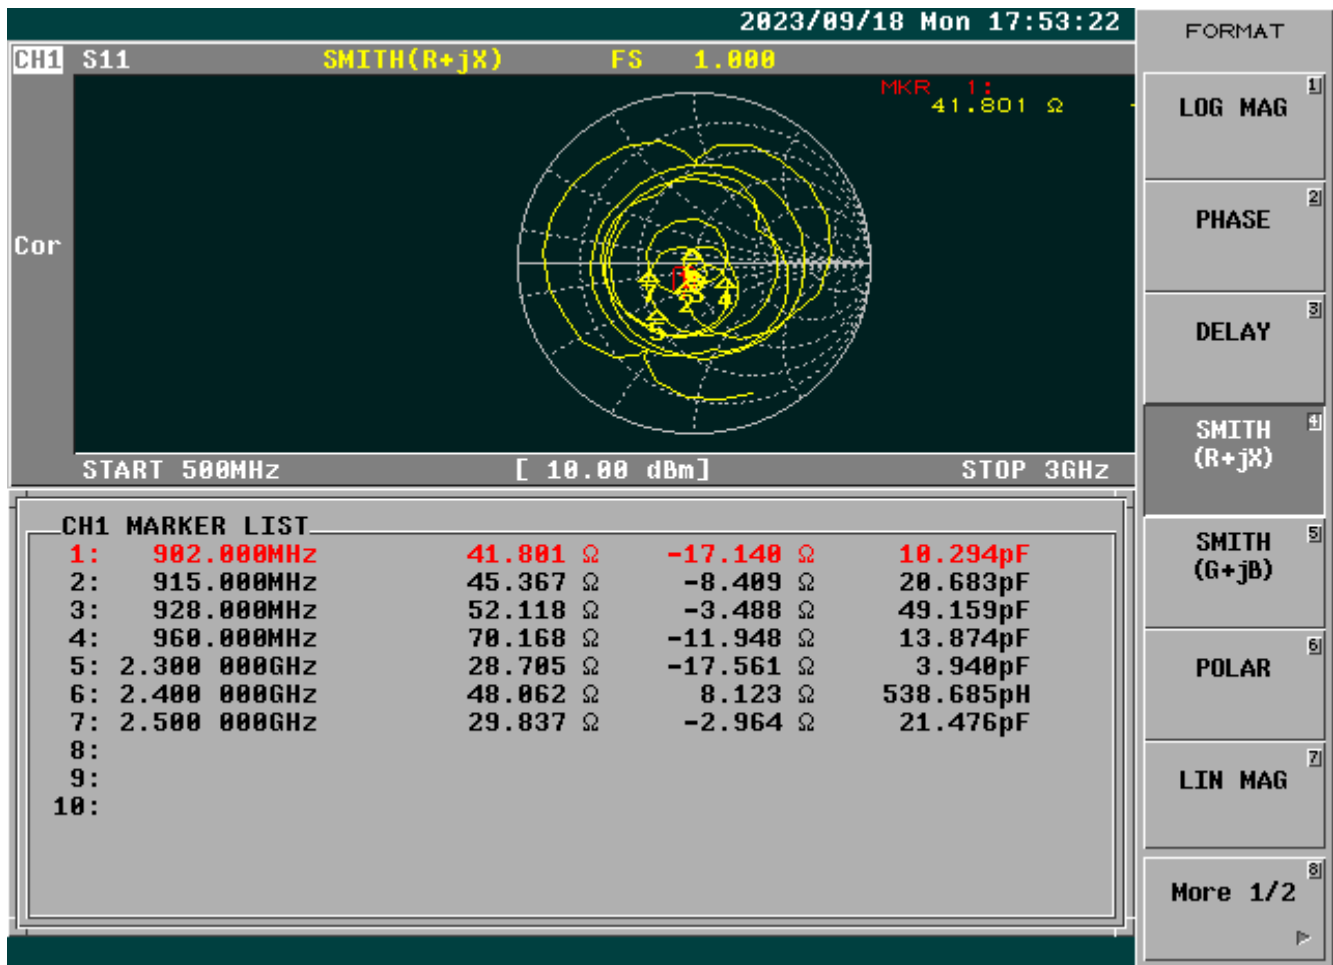 2023/09/18 Mon 17:53:22
CH1 S11 SMITH(R+jX) FS 1.000
MKR 1:
41.801 Ω -
Cor
1
7
2
3
4
5
START 500MHz [ 10.00 dBm] STOP 3GHz
CH1 MARKER LIST
1: 902.000MHz 41.801 Ω -17.140 Ω 10.294pF
2: 915.000MHz 45.367 Ω -8.409 Ω 20.683pF
3: 928.000MHz 52.118 Ω -3.488 Ω 49.159pF
4: 960.000MHz 70.168 Ω -11.948 Ω 13.874pF
5: 2.300 000GHz 28.705 Ω -17.561 Ω 3.940pF
6: 2.400 000GHz 48.062 Ω 8.123 Ω 538.685pH
7: 2.500 000GHz 29.837 Ω -2.964 Ω 21.476pF
8:
9:
10:
FORMAT
1
LOG MAG
2
PHASE
3
DELAY
4
SMITH
(R+jX)
5
SMITH
(G+jB)
6
POLAR
7
LIN MAG
8
More 1/2